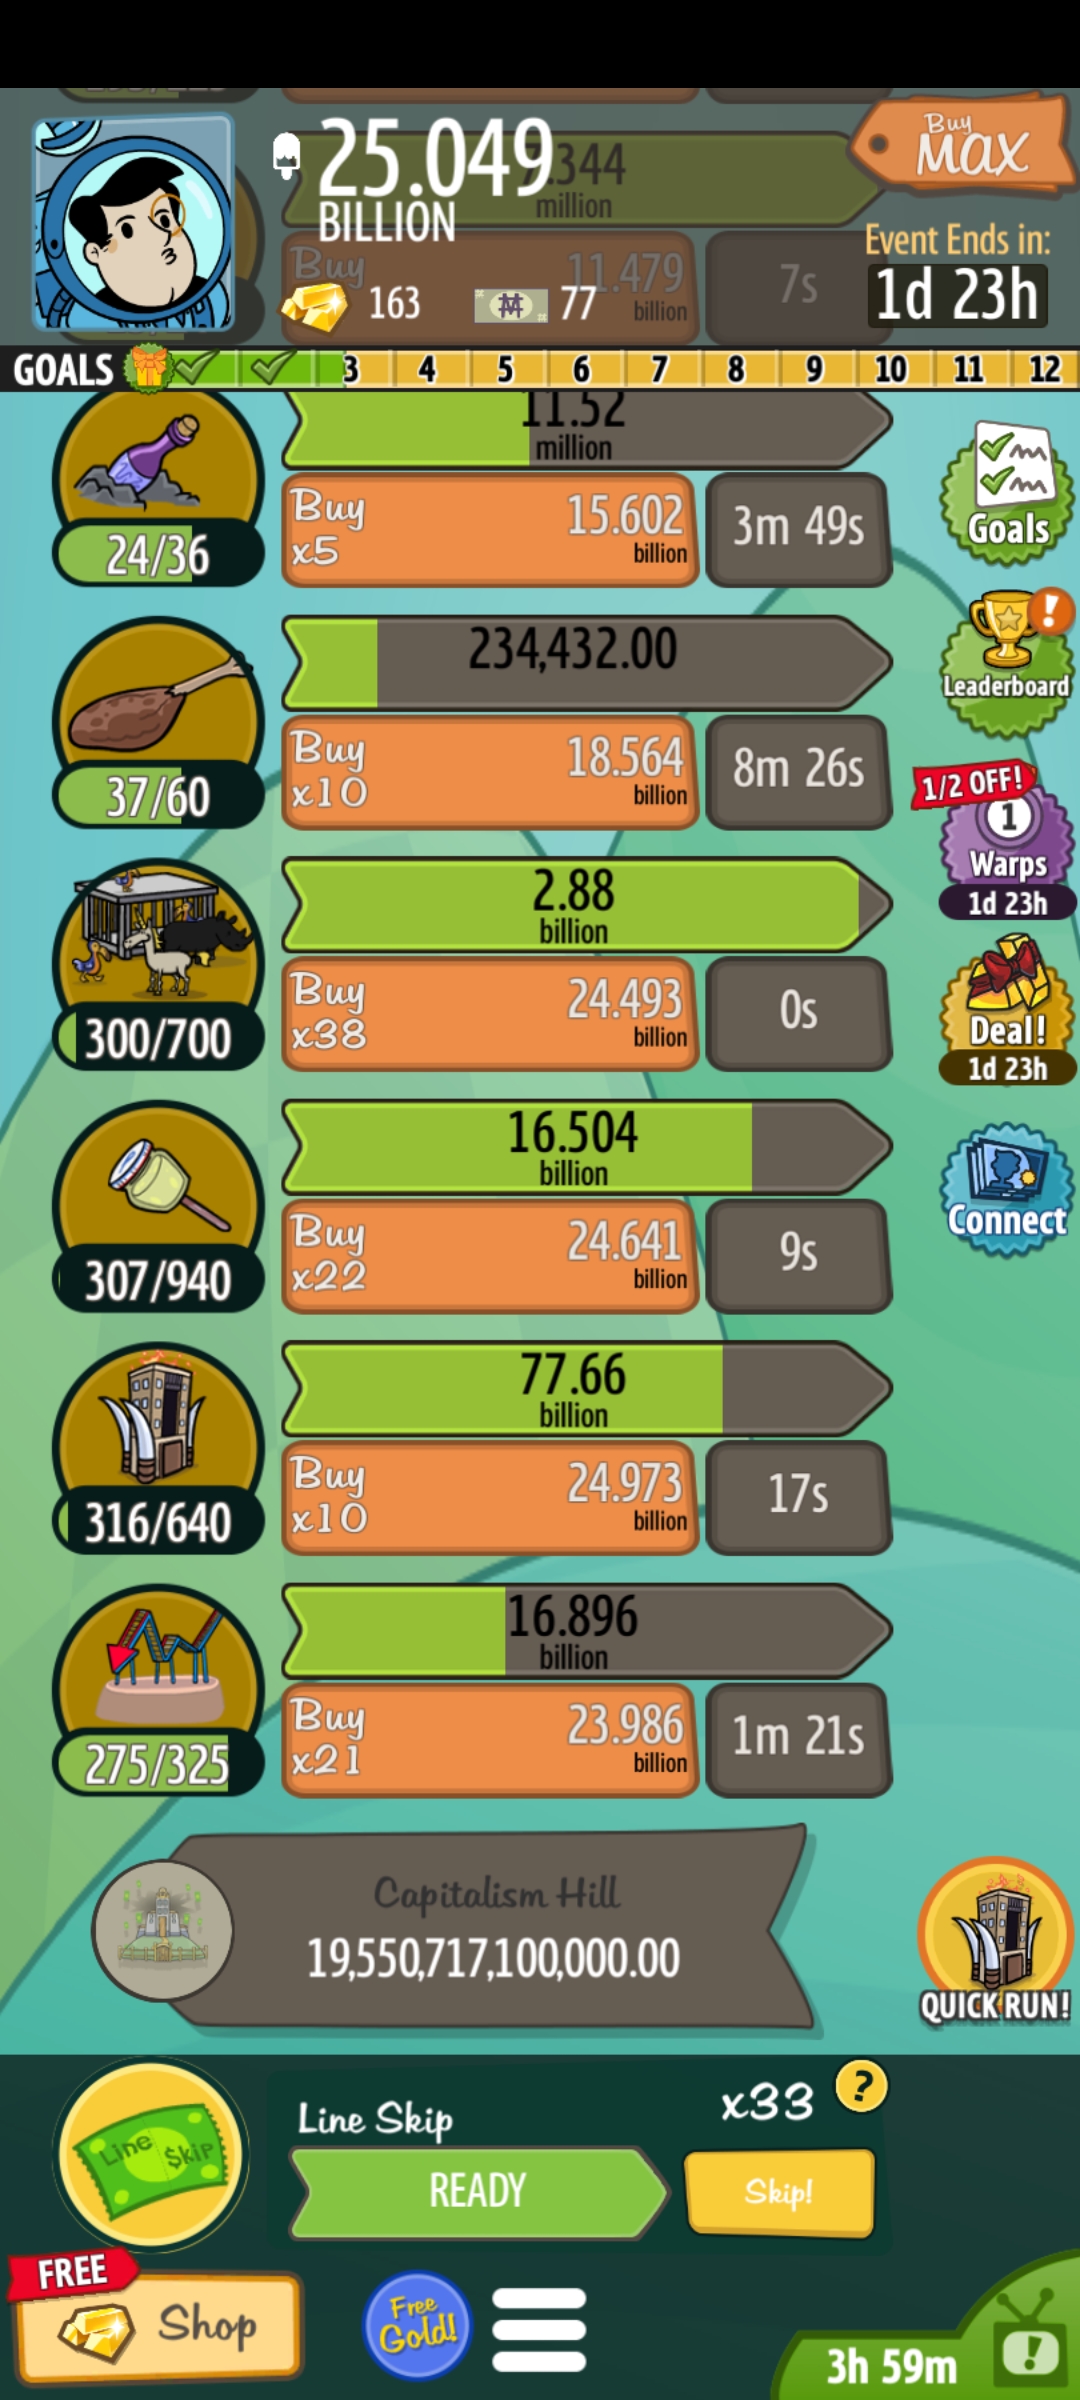 25.049
BILLION
163
77
Buy
MAX
Event Ends in:
1d 23h
7.344
million
Buy
11.479
billion
7s
GOALS
3
4
5
6
7
8
9
10
11
12
11.52
million
24/36
Buy
x5
15.602
billion
3m 49s
Goals
234,432.00
37/60
Buy
x10
18.564
billion
8m 26s
Leaderboard
1/2 OFF!
1
Warps
1d 23h
2.88
billion
300/700
Buy
x38
24.493
billion
0s
Deal!
1d 23h
16.504
billion
307/940
Buy
x22
24.641
billion
9s
Connect
77.66
billion
316/640
Buy
x10
24.973
billion
17s
16.896
billion
275/325
Buy
x21
23.986
billion
1m 21s
Capitalism Hill
19,550,717,100,000.00
QUICK RUN!
Line $kip
Line Skip
x33
?
READY
Skip!
FREE
Shop
Free
Gold!
3h 59m
!